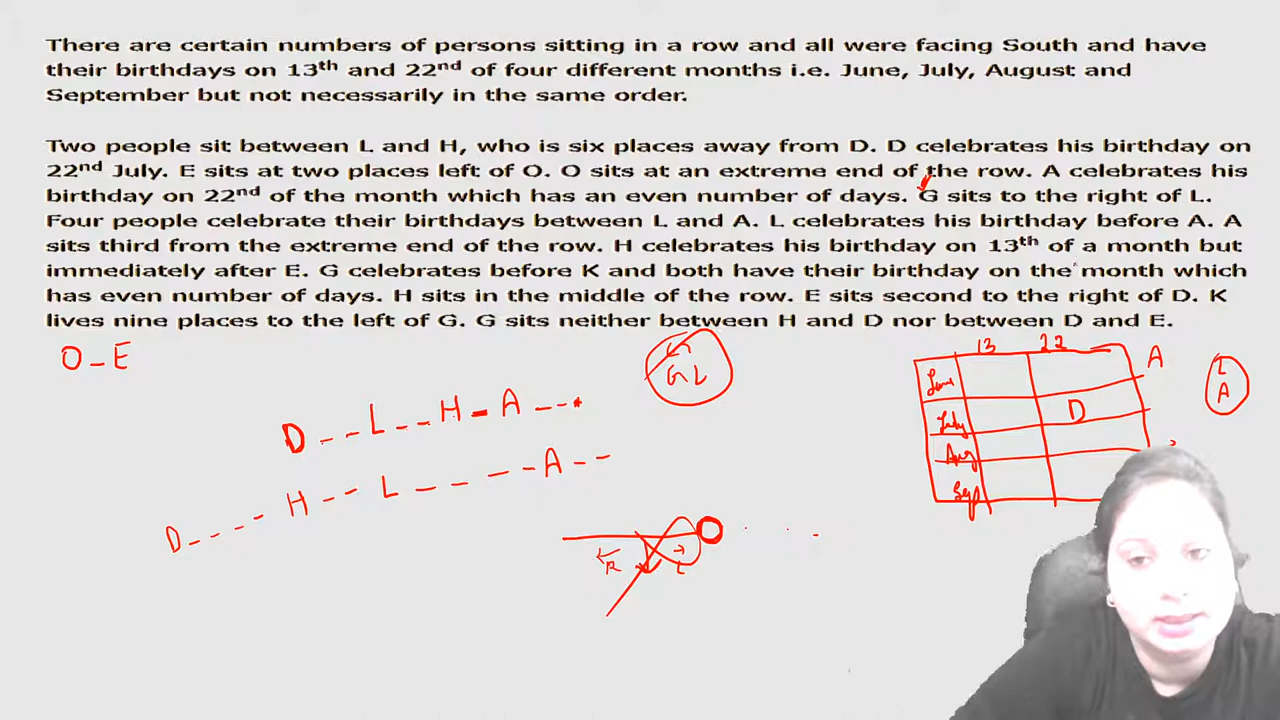 There are certain numbers of persons sitting in a row and all were facing South and have
their birthdays on 13th and 22nd of four different months i.e. June, July, August and
September but not necessarily in the same order.
Two people sit between L and H, who is six places away from D. D celebrates his birthday on
22nd July. E sits at two places left of O. O sits at an extreme end of the row. A celebrates his
birthday on 22nd of the month which has an even number of days. G sits to the right of L.
Four people celebrate their birthdays between L and A. L celebrates his birthday before A. A
sits third from the extreme end of the row. H celebrates his birthday on 13th of a month but
immediately after E. G celebrates before K and both have their birthday on the month which
has even number of days. H sits in the middle of the row. E sits second to the right of D. K
lives nine places to the left of G. G sits neither between H and D nor between D and E.
O _ E
G L
13 22
June A
July D
Aug
Sep
L
A
D _ _ L _ _ H _ A _ _ .
D _ _ _ _ H _ _ L _ _ _ _ _ A _ _
O
R L